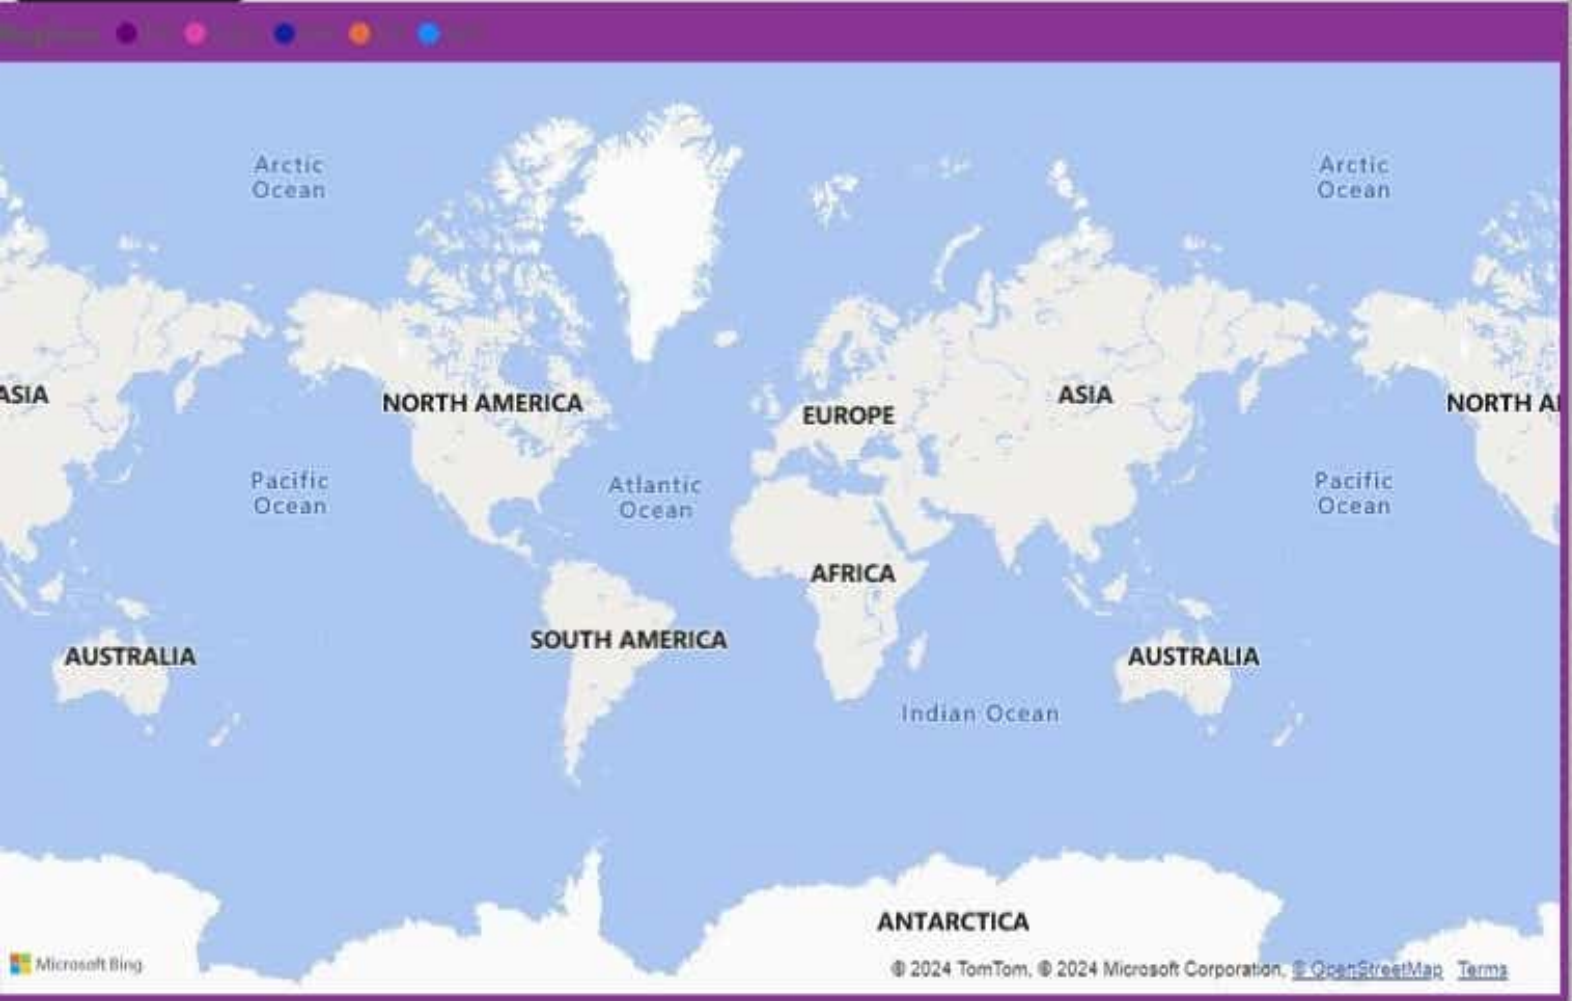 Arctic
Ocean
Arctic
Ocean
ASIA
NORTH AMERICA
EUROPE
ASIA
NORTH A
Pacific
Ocean
Atlantic
Ocean
Pacific
Ocean
AFRICA
SOUTH AMERICA
AUSTRALIA
AUSTRALIA
Indian Ocean
ANTARCTICA
Microsoft Bing
© 2024 TomTom, © 2024 Microsoft Corporation, © OpenStreetMap Terms